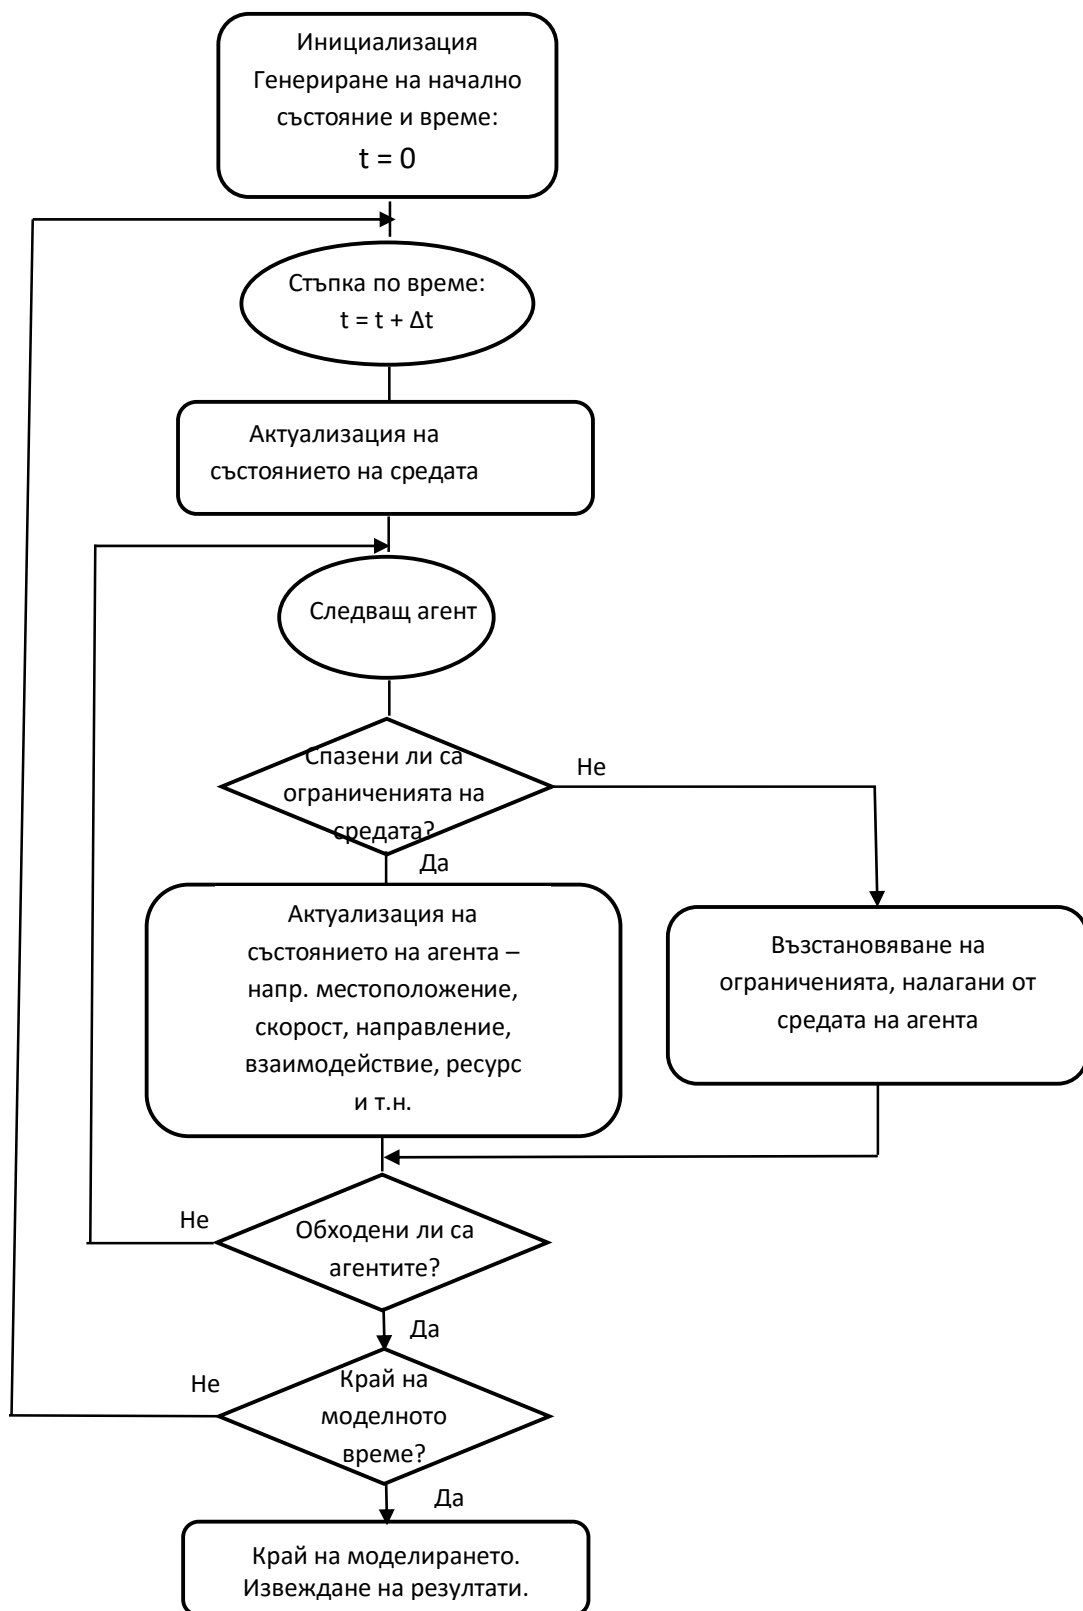 Инициализация
Генериране на начално
състояние и време:
t = 0
Стъпка по време:
t = t + Δt
Актуализация на
състоянието на средата
Следващ агент
Спазени ли са
ограниченията на
средата?
Не
Да
Актуализация на
състоянието на агента –
напр. местоположение,
скорост, направление,
взаимодействие, ресурс
и т.н.
Възстановяване на
ограниченията, налагани от
средата на агента
Не
Обходени ли са
агентите?
Да
Не
Край на
моделното
време?
Да
Край на моделирането.
Извеждане на резултати.